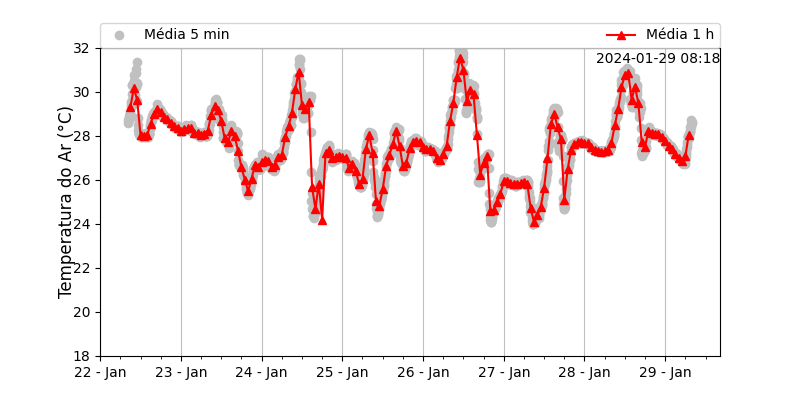 Média 5 min
Média 1 h
2024-01-29 08:18
Temperatura do Ar (°C)
32
30
28
26
24
22
20
18
22 - Jan
23 - Jan
24 - Jan
25 - Jan
26 - Jan
27 - Jan
28 - Jan
29 - Jan